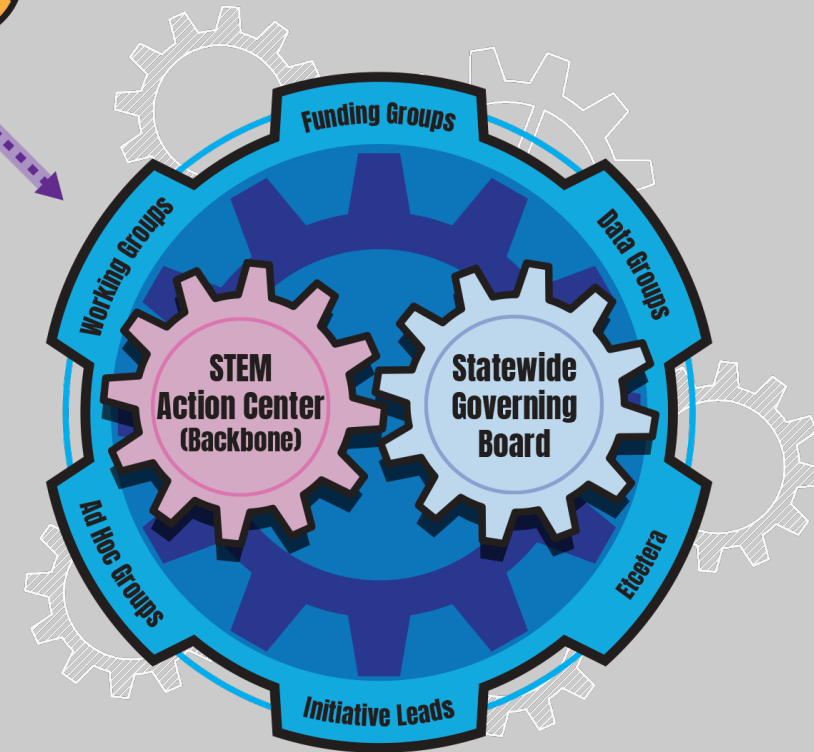 Funding Groups
Working Groups
Data Groups
STEM
Action Center
(Backbone)
Statewide
Governing
Board
Ad Hoc Groups
Etcetera
Initiative Leads